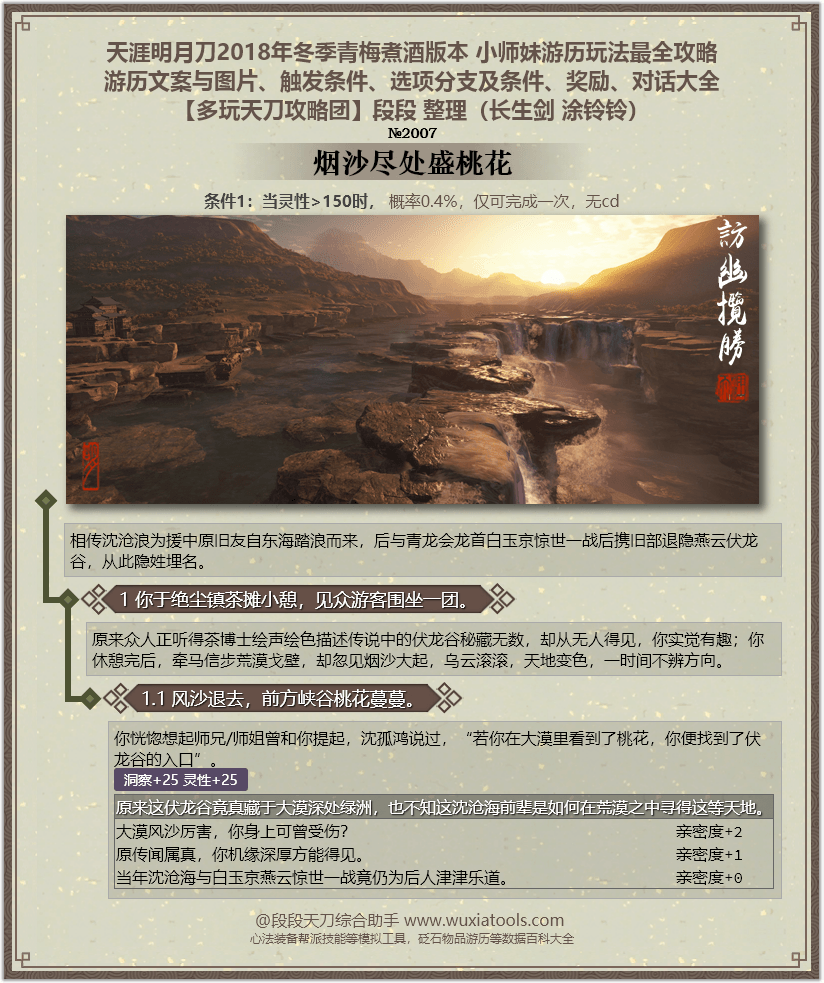 天涯明月刀2018年冬季青梅煮酒版本 小师妹游历玩法最全攻略
游历文案与图片、触发条件、选项分支及条件、奖励、对话大全
【多玩天刀攻略团】段段 整理（长生剑 涂铃铃）
№2007
烟沙尽处盛桃花
条件1：当灵性>150时， 概率0.4%，仅可完成一次，无cd
訪幽攬勝
相传沈沧浪为援中原旧友自东海踏浪而来，后与青龙会龙首白玉京惊世一战后携旧部退隐燕云伏龙
谷，从此隐姓埋名。
1 你于绝尘镇茶摊小憩，见众游客围坐一团。
原来众人正听得茶博士绘声绘色描述传说中的伏龙谷秘藏无数，却从无人得见，你实觉有趣；你
休憩完后，牵马信步荒漠戈壁，却忽见烟沙大起，乌云滚滚，天地变色，一时间不辨方向。
1.1 风沙退去，前方峡谷桃花蔓蔓。
你恍惚想起师兄/师姐曾和你提起，沈孤鸿说过，“若你在大漠里看到了桃花，你便找到了伏
龙谷的入口”。
洞察+25 灵性+25
原来这伏龙谷竟真藏于大漠深处绿洲，也不知这沈沧海前辈是如何在荒漠之中寻得这等天地。
大漠风沙厉害，你身上可曾受伤？ 亲密度+2
原传闻属真，你机缘深厚方能得见。 亲密度+1
当年沈沧海与白玉京燕云惊世一战竟仍为后人津津乐道。 亲密度+0
@段段天刀综合助手 www.wuxiatools.com
心法装备帮派技能等模拟工具，砭石物品游历等数据百科大全